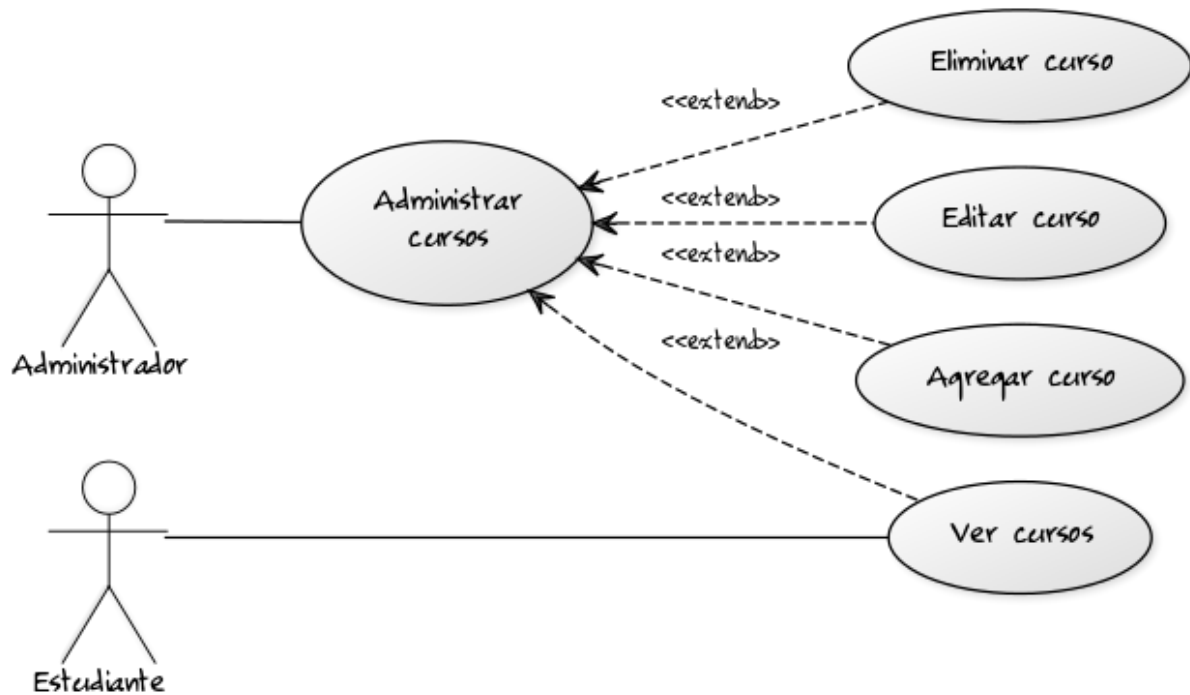 Eliminar curso
<<extend>>
Administrar
cursos
<<extend>>
Editar curso
<<extend>>
Administrador
<<extend>>
Agregar curso
Ver cursos
Estudiante